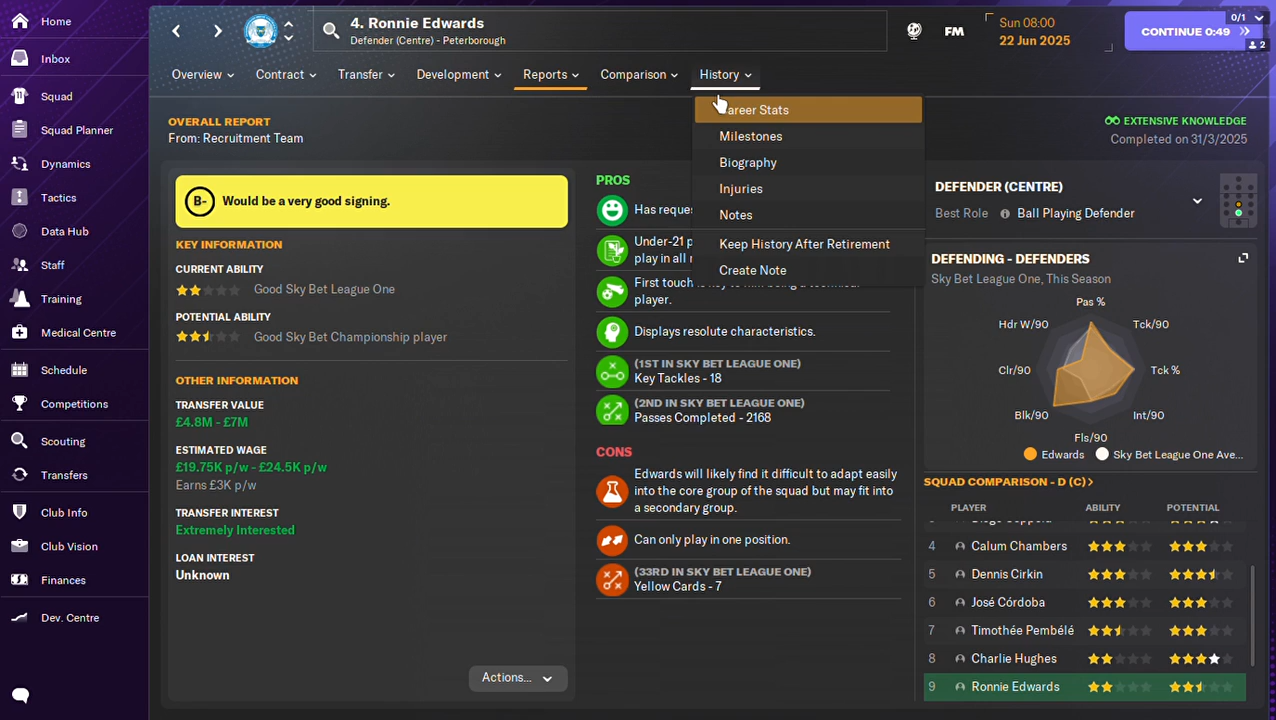 Home
Inbox
Squad
Squad Planner
Dynamics
Tactics
Data Hub
Staff
Training
Medical Centre
Schedule
Competitions
Scouting
Transfers
Club Info
Club Vision
Finances
Dev. Centre
4. Ronnie Edwards
Defender (Centre) - Peterborough
FM
Sun 08:00
22 Jun 2025
CONTINUE 0:49
0/1
2
Overview
Contract
Transfer
Development
Reports
Comparison
History
Career Stats
Milestones
Biography
Injuries
Notes
Keep History After Retirement
Create Note
OVERALL REPORT
From: Recruitment Team
EXTENSIVE KNOWLEDGE
Completed on 31/3/2025
B-
Would be a very good signing.
KEY INFORMATION
CURRENT ABILITY
Good Sky Bet League One
POTENTIAL ABILITY
Good Sky Bet Championship player
OTHER INFORMATION
TRANSFER VALUE
£4.8M - £7M
ESTIMATED WAGE
£19.75K p/w - £24.5K p/w
Earns £3K p/w
TRANSFER INTEREST
Extremely Interested
LOAN INTEREST
Unknown
Actions...
PROS
Has reque
Under-21 p
play in all r
First touch
player.
Displays resolute characteristics.
(1ST IN SKY BET LEAGUE ONE)
Key Tackles - 18
(2ND IN SKY BET LEAGUE ONE)
Passes Completed - 2168
CONS
Edwards will likely find it difficult to adapt easily
into the core group of the squad but may fit into
a secondary group.
Can only play in one position.
(33RD IN SKY BET LEAGUE ONE)
Yellow Cards - 7
DEFENDER (CENTRE)
Best Role Ball Playing Defender
DEFENDING - DEFENDERS
Sky Bet League One, This Season
Pas %
Hdr W/90
Tck/90
Clr/90
Tck %
Blk/90
Int/90
Fls/90
Edwards
Sky Bet League One Ave...
SQUAD COMPARISON - D (C) >
PLAYER ABILITY POTENTIAL
4 Calum Chambers
5 Dennis Cirkin
6 José Córdoba
7 Timothée Pembélé
8 Charlie Hughes
9 Ronnie Edwards